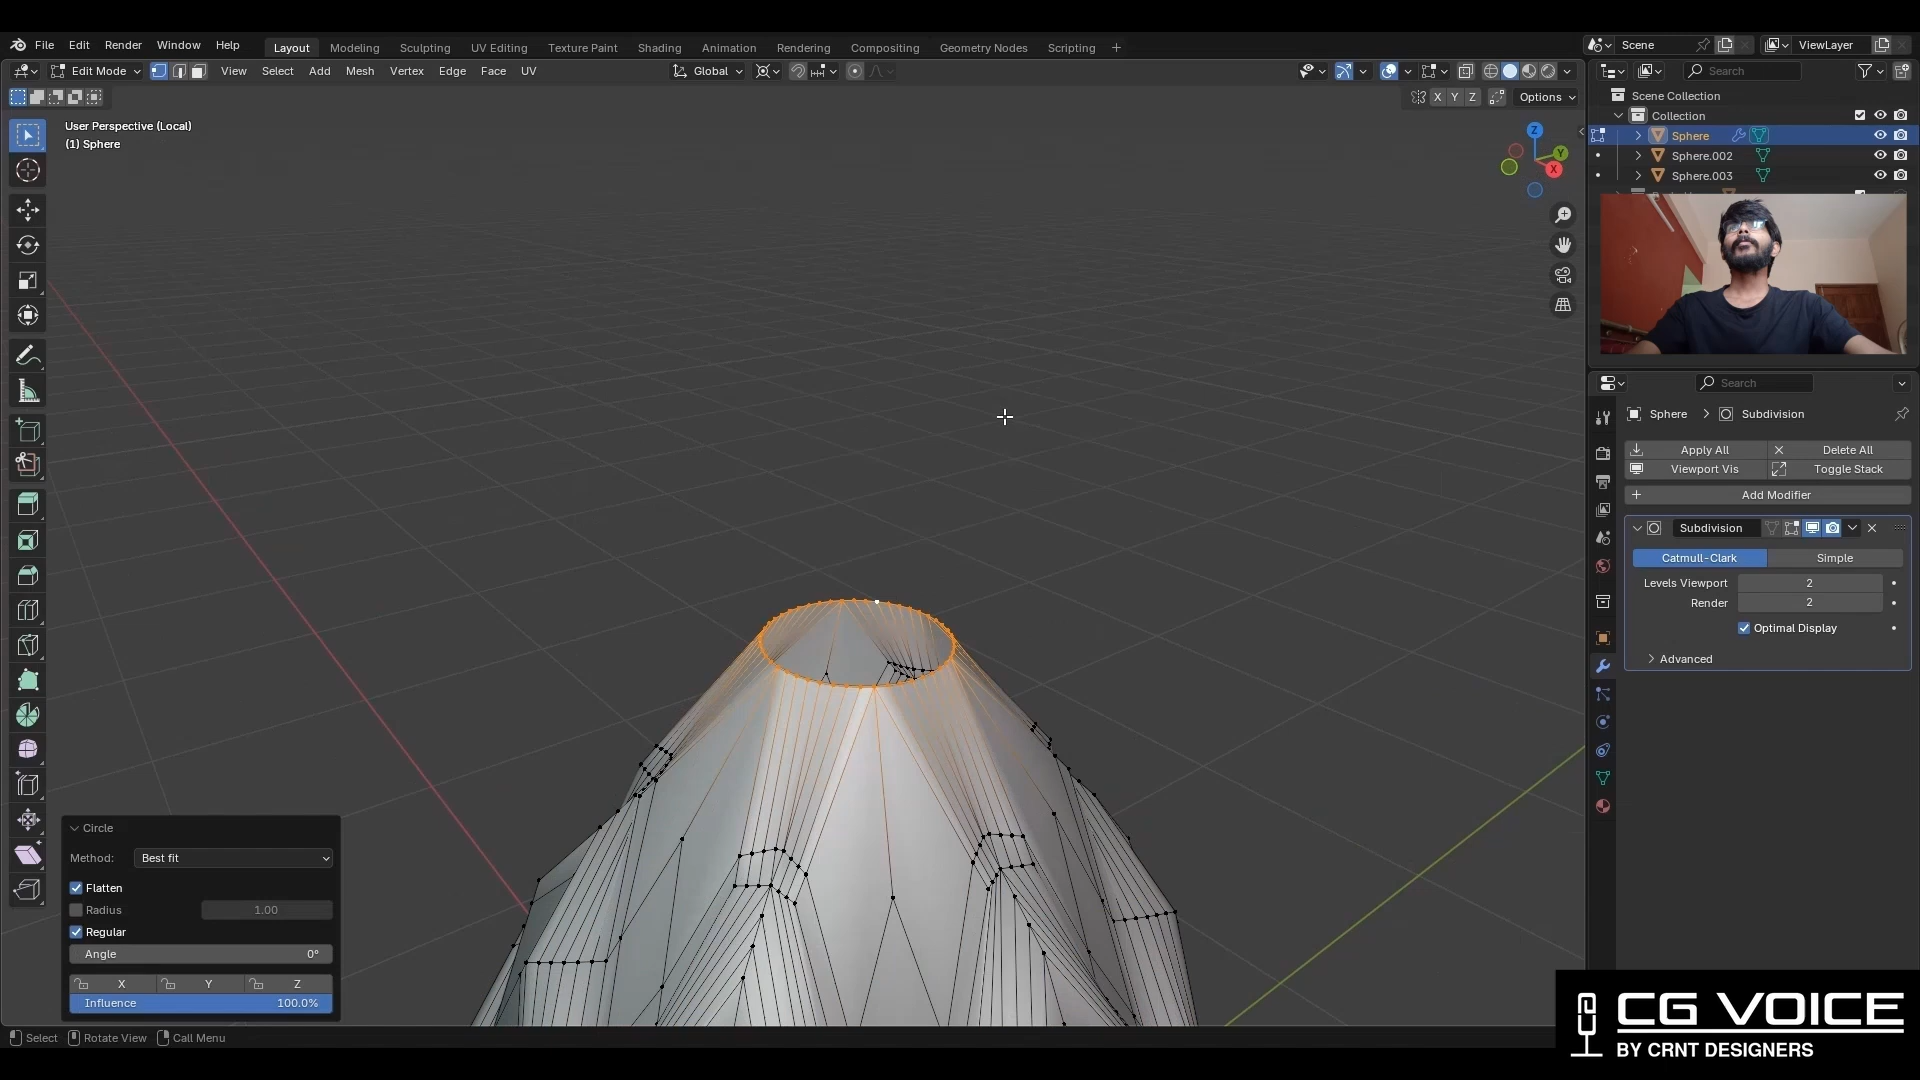 File Edit Render Window Help Layout Modeling Sculpting UV Editing Texture Paint Shading Animation Rendering Compositing Geometry Nodes Scripting + Scene ViewLayer
Edit Mode View Select Add Mesh Vertex Edge Face UV Global Search
X Y Z Options
Scene Collection
Collection
Sphere
Sphere.002
Sphere.003
User Perspective (Local)
(1) Sphere
Z
Y
X
Search
Sphere > Subdivision
Apply All Delete All
Viewport Vis Toggle Stack
+ Add Modifier
Subdivision
Catmull-Clark Simple
Levels Viewport 2
Render 2
Optimal Display
Advanced
Circle
Method: Best fit
Flatten
Radius 1.00
Regular
Angle 0°
X Y Z
Influence 100.0%
Select Rotate View Call Menu
CG VOICE
BY CRNT DESIGNERS